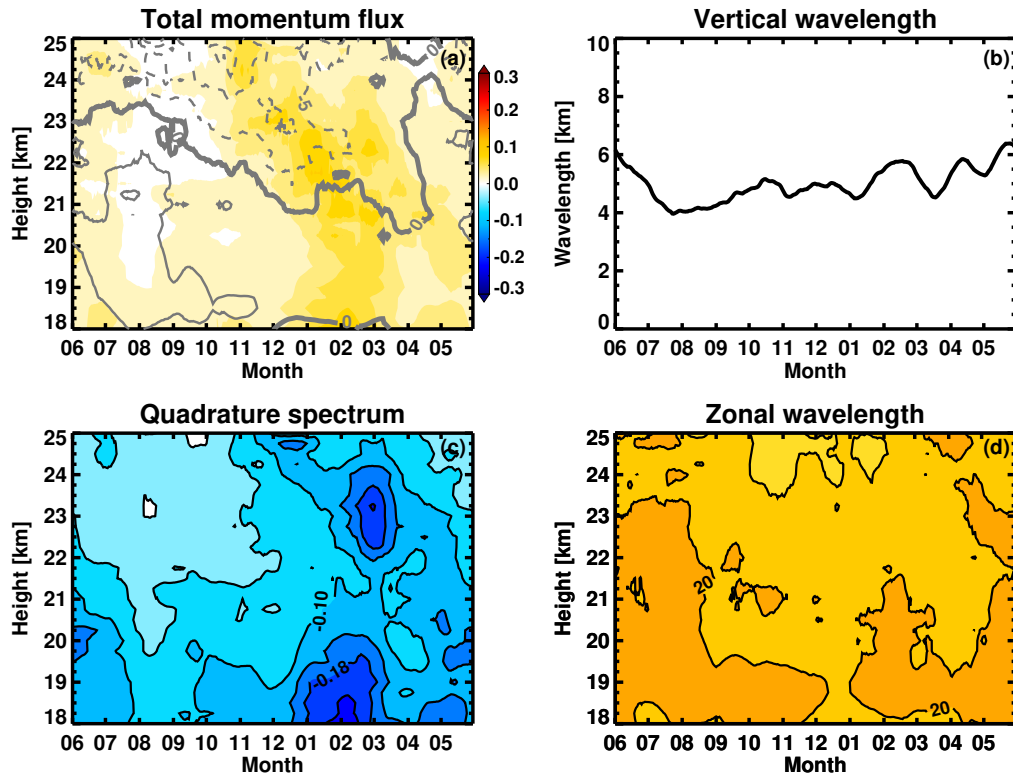 Total momentum flux
(a)
Height [km]
25
24
23
22
21
20
19
18
06 07 08 09 10 11 12 01 02 03 04 05
Month
0.3
0.2
0.1
0.0
-0.1
-0.2
-0.3
0
0
0
Vertical wavelength
(b)
Wavelength [km]
10
8
6
4
2
0
06 07 08 09 10 11 12 01 02 03 04 05
Month
Quadrature spectrum
(c)
Height [km]
25
24
23
22
21
20
19
18
-0.10
-0.18
06 07 08 09 10 11 12 01 02 03 04 05
Month
Zonal wavelength
(d)
Height [km]
25
24
23
22
21
20
19
18
20
20
06 07 08 09 10 11 12 01 02 03 04 05
Month